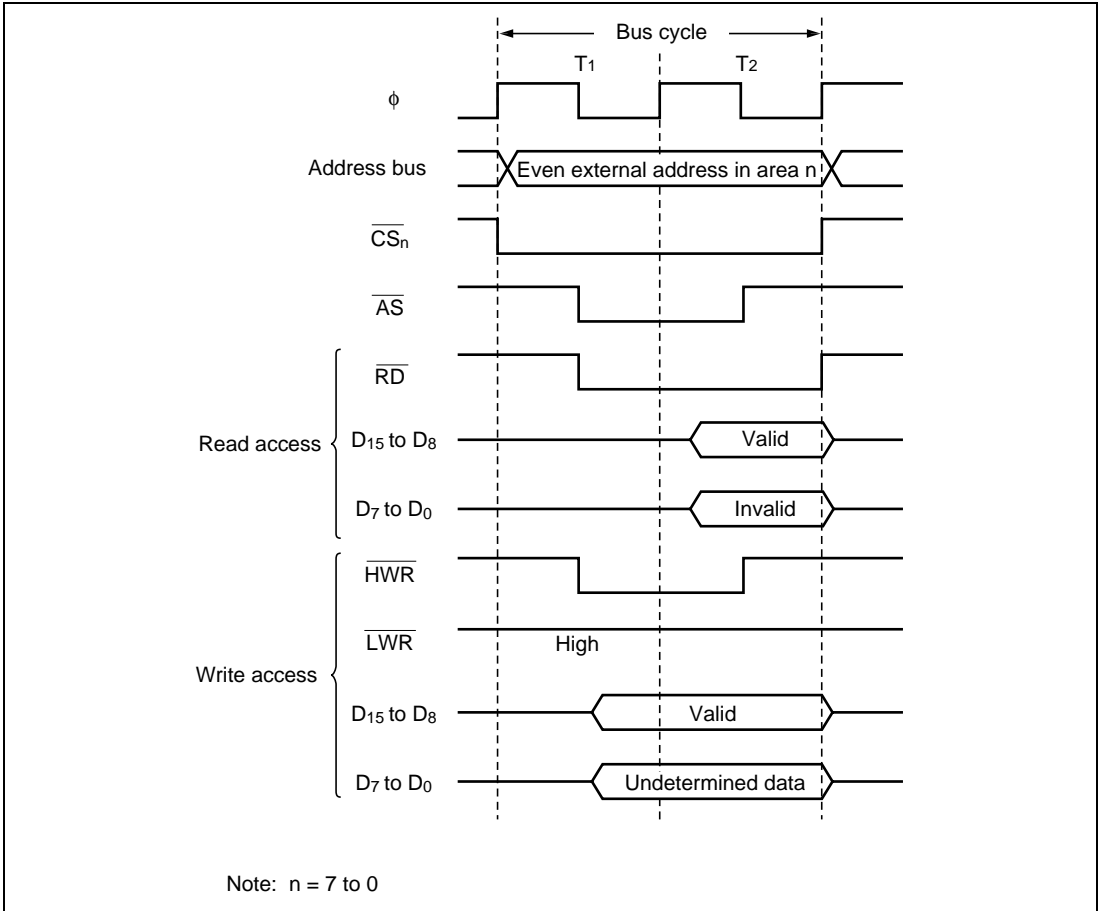 Bus cycle
T1 T2
φ
Address bus Even external address in area n
CSn
AS
RD
Read access D15 to D8 Valid
D7 to D0 Invalid
HWR
LWR High
Write access
D15 to D8 Valid
D7 to D0 Undetermined data
Note: n = 7 to 0